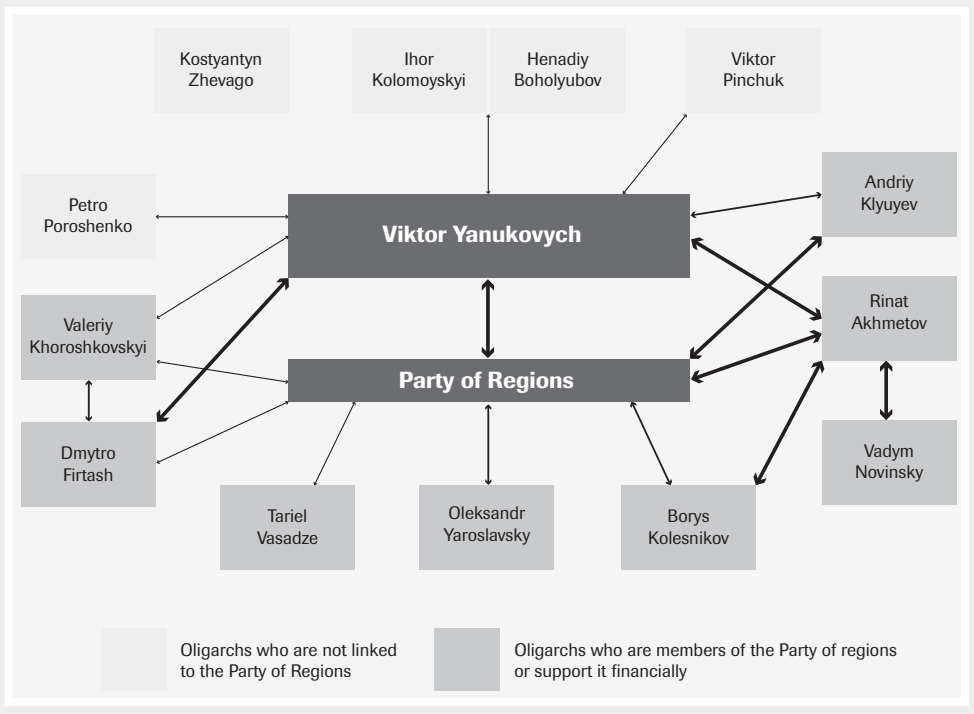 Kostyantyn
Zhevago
Ihor
Kolomoyskyi
Henadiy
Boholyubov
Viktor
Pinchuk
Andriy
Klyuyev
Petro
Poroshenko
Viktor Yanukovych
Rinat
Akhmetov
Valeriy
Khoroshkovskyi
Party of Regions
Dmytro
Firtash
Vadym
Novinsky
Tariel
Vasadze
Oleksandr
Yaroslavsky
Borys
Kolesnikov
Oligarchs who are not linked
to the Party of Regions
Oligarchs who are members of the Party of regions
or support it financially